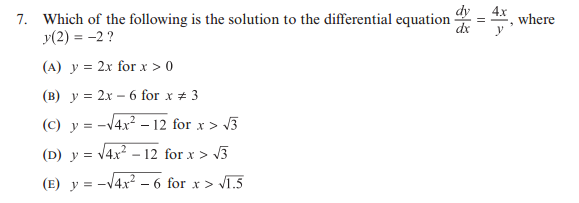 7. Which of the following is the solution to the differential equation dy/dx = 4x/y, where
y(2) = −2 ?
(A) y = 2x for x > 0
(B) y = 2x − 6 for x ≠ 3
(C) y = −√(4x² − 12) for x > √3
(D) y = √(4x² − 12) for x > √3
(E) y = −√(4x² − 6) for x > √1.5